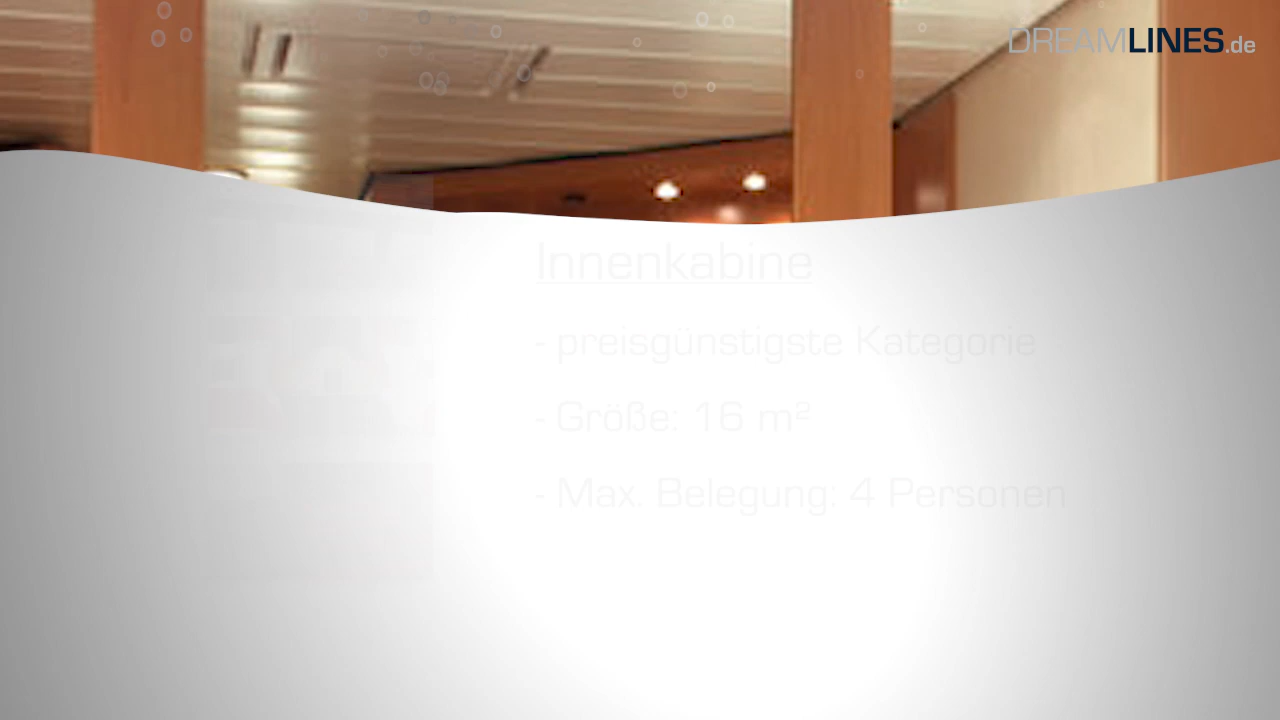 DREAMLINES.de
Innenkabine
- preisgünstigste Kategorie
- Größe: 16 m²
- Max. Belegung: 4 Personen